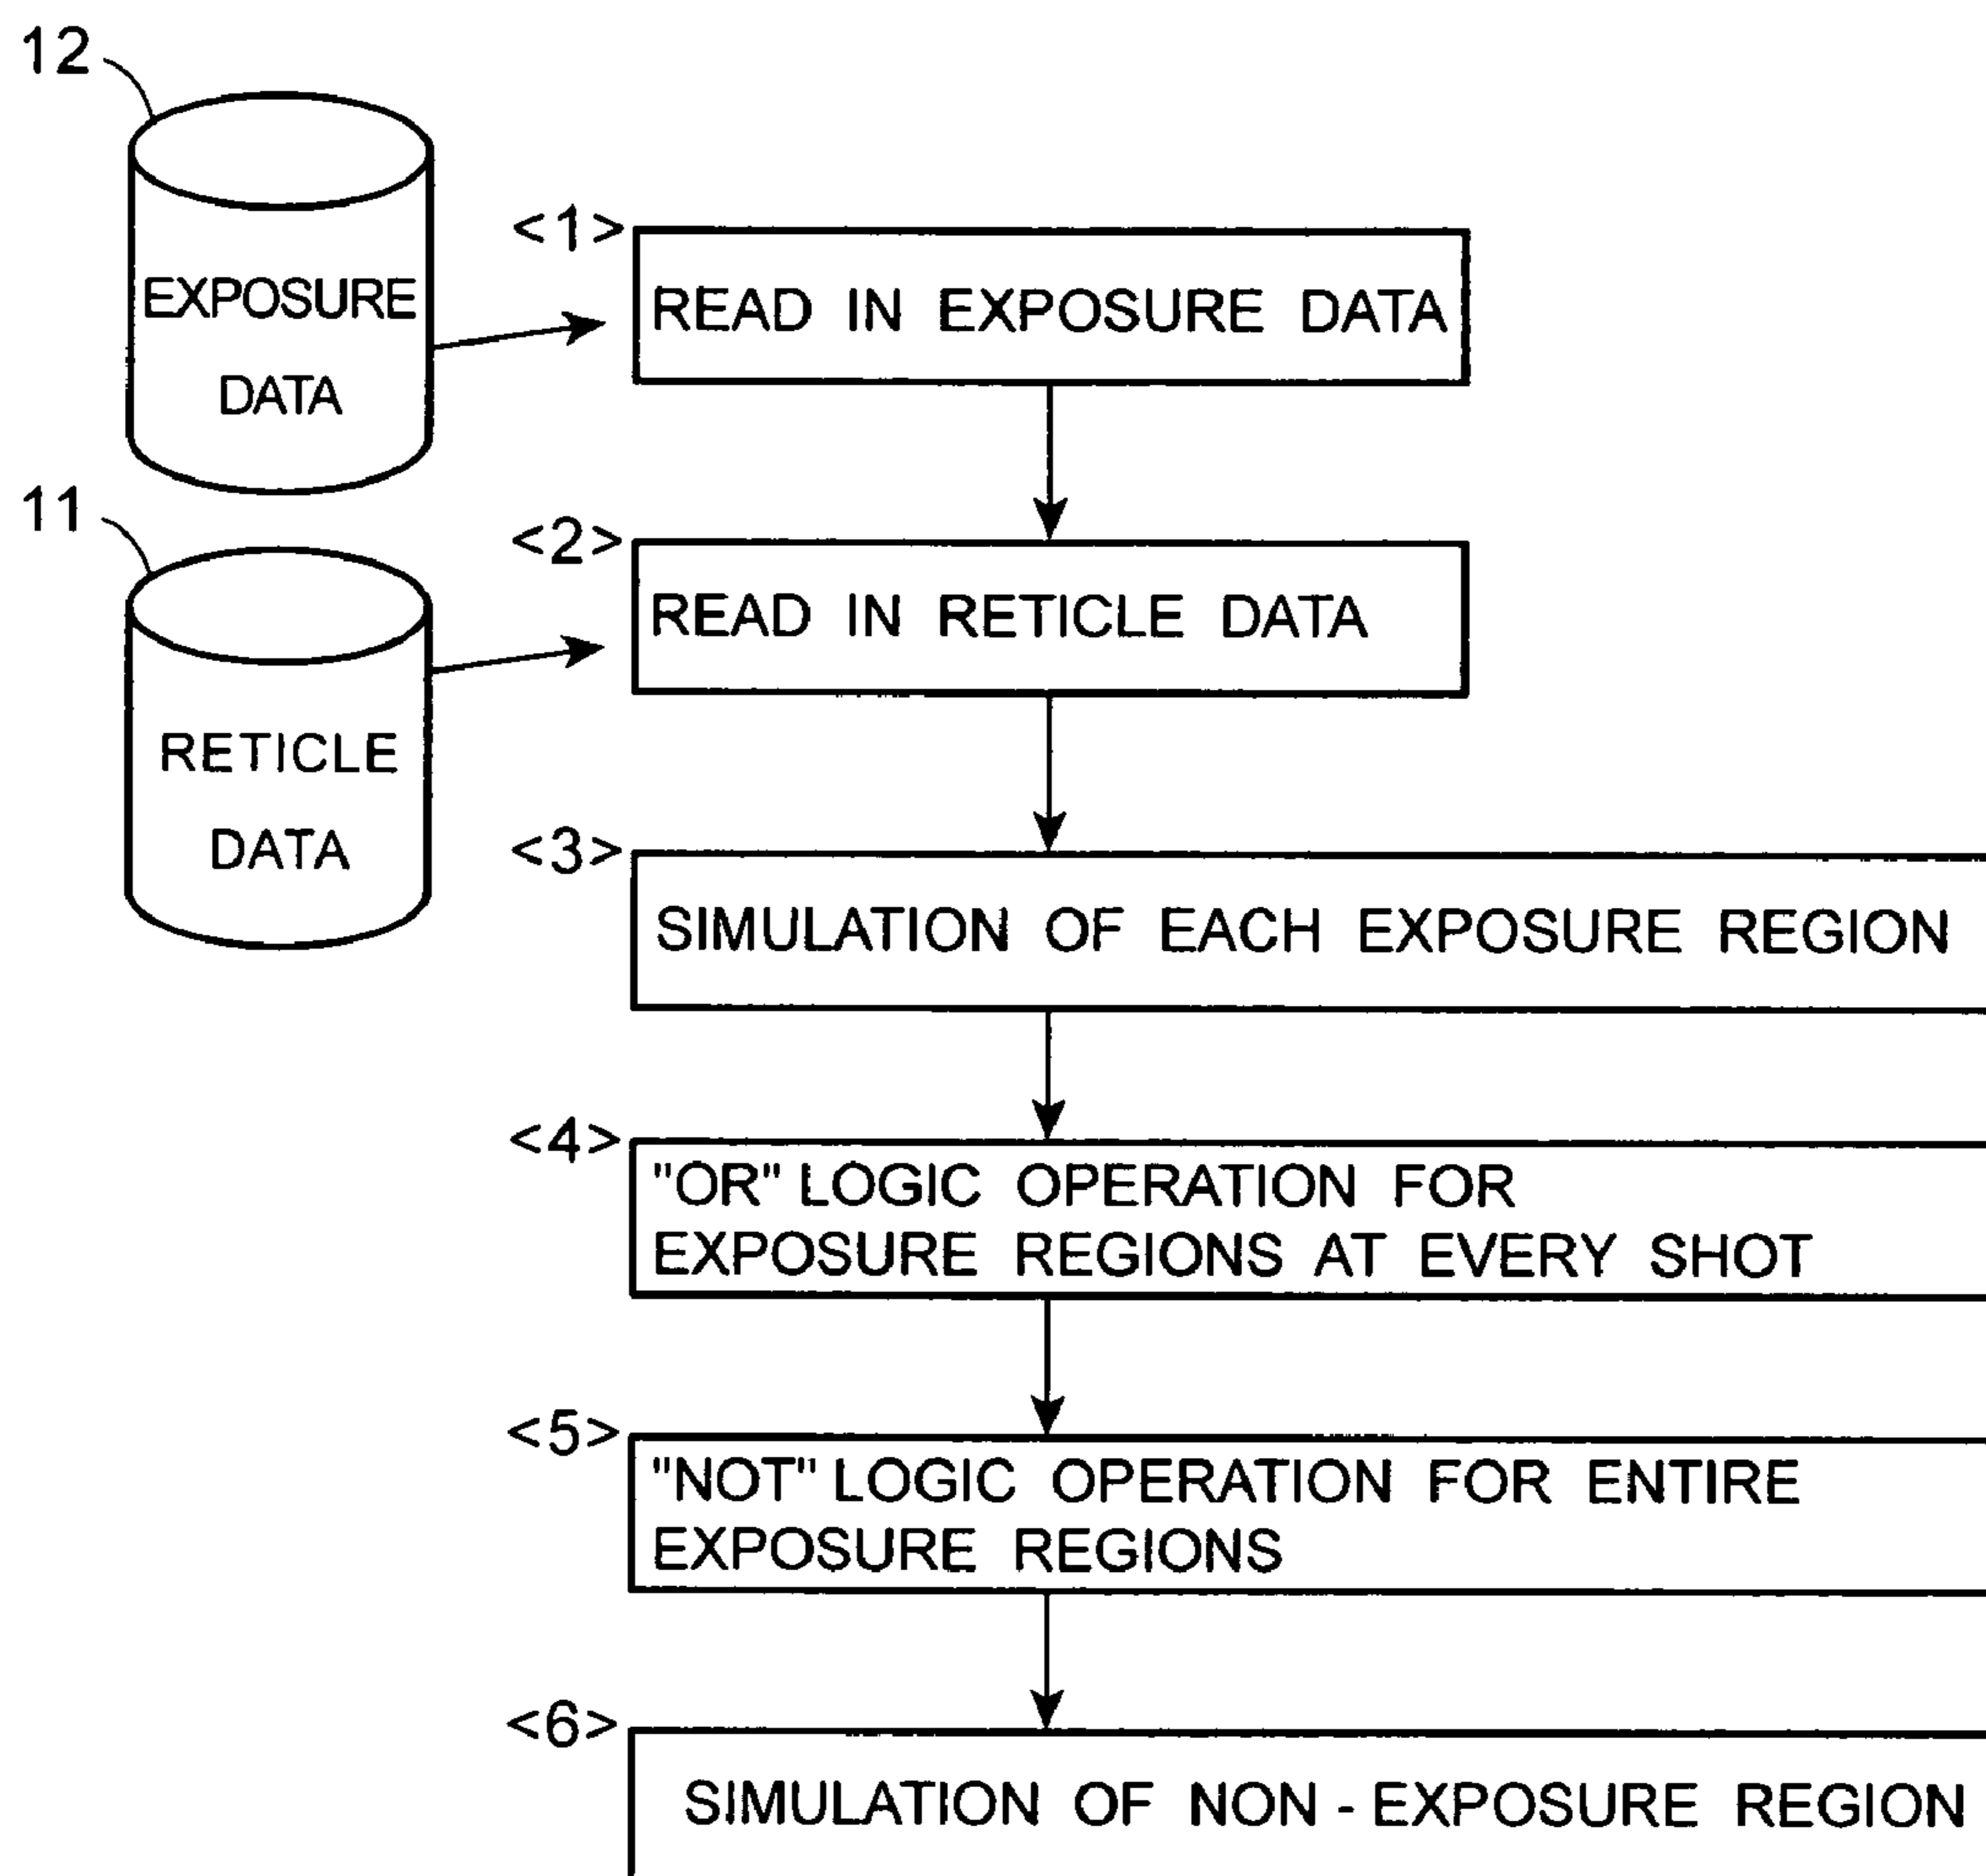 12
EXPOSURE
DATA
<1>
READ IN EXPOSURE DATA
11
RETICLE
DATA
<2>
READ IN RETICLE DATA
<3>
SIMULATION OF EACH EXPOSURE REGION
<4>
"OR" LOGIC OPERATION FOR
EXPOSURE REGIONS AT EVERY SHOT
<5>
"NOT" LOGIC OPERATION FOR ENTIRE
EXPOSURE REGIONS
<6>
SIMULATION OF NON - EXPOSURE REGION